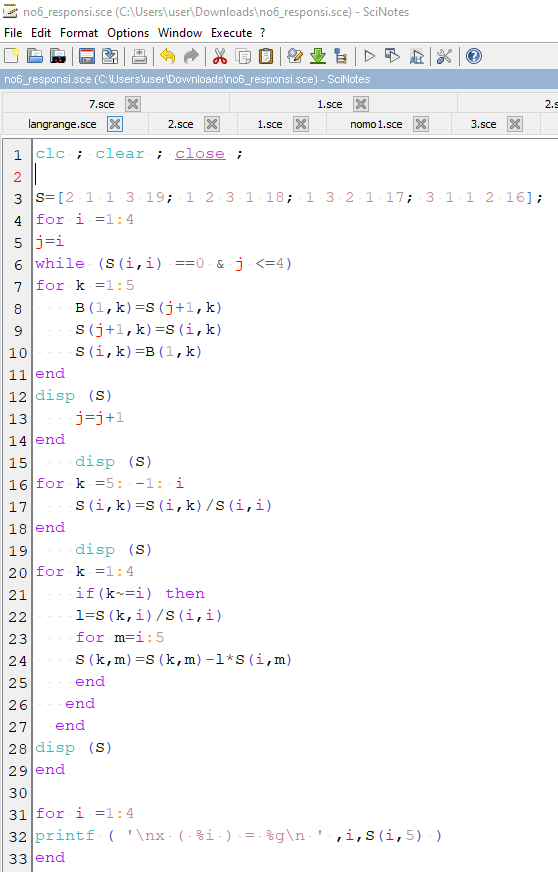 no6_responsi.sce (C:\Users\user\Downloads\no6_responsi.sce) - SciNotes
File Edit Format Options Window Execute ?
no6_responsi.sce (C:\Users\user\Downloads\no6_responsi.sce) - SciNotes
7.sce 1.sce 2.s
langrange.sce 2.sce 1.sce nomo1.sce 3.sce
1 clc ; clear ; close ;
2
3 S=[2 1 1 3 19; 1 2 3 1 18; 1 3 2 1 17; 3 1 1 2 16];
4 for i =1:4
5 j=i
6 while (S(i,i) ==0 & j <=4)
7 for k =1:5
8     B(1,k)=S(j+1,k)
9     S(j+1,k)=S(i,k)
10     S(i,k)=B(1,k)
11 end
12 disp (S)
13     j=j+1
14 end
15     disp (S)
16 for k =5: -1: i
17     S(i,k)=S(i,k)/S(i,i)
18 end
19     disp (S)
20 for k =1:4
21     if(k~=i) then
22     l=S(k,i)/S(i,i)
23     for m=i:5
24     S(k,m)=S(k,m)-l*S(i,m)
25     end
26    end
27   end
28 disp (S)
29 end
30
31 for i =1:4
32 printf ( '\nx ( %i ) = %g\n ' ,i,S(i,5) )
33 end